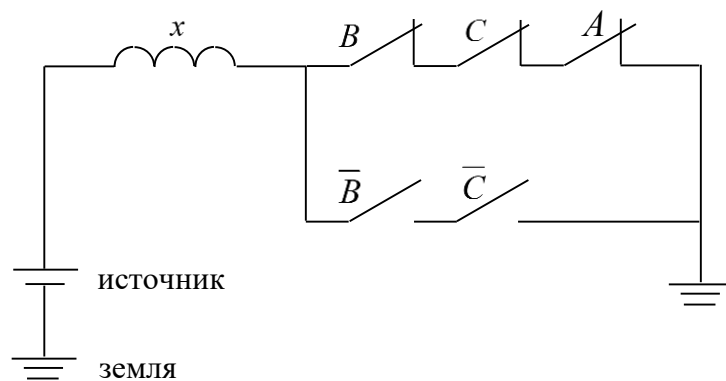 x
B C A
B̅ C̅
источник
земля